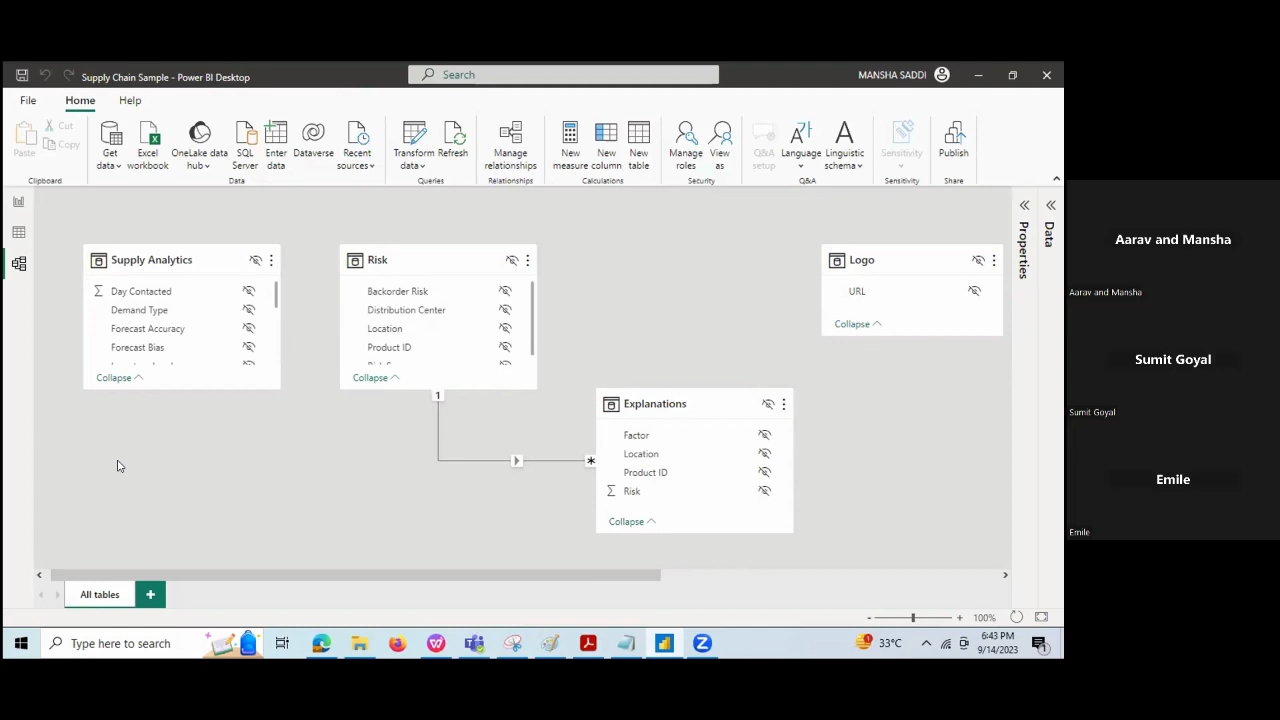 Supply Chain Sample - Power BI Desktop
Search
MANSHA SADDI
File
Home
Help
Paste
Cut
Copy
Clipboard
Get data
Excel workbook
OneLake data hub
SQL Server
Enter data
Dataverse
Recent sources
Data
Transform data
Refresh
Queries
Manage relationships
Relationships
New measure
New column
New table
Calculations
Manage roles
View as
Security
Q&A setup
Language
Linguistic schema
Q&A
Sensitivity
Sensitivity
Publish
Share
Supply Analytics
Day Contacted
Demand Type
Forecast Accuracy
Forecast Bias
Collapse
Risk
Backorder Risk
Distribution Center
Location
Product ID
Collapse
1
*
Explanations
Factor
Location
Product ID
Risk
Collapse
Logo
URL
Collapse
Properties
Data
All tables
100%
Type here to search
33°C
6:43 PM
9/14/2023
1
Aarav and Mansha
Aarav and Mansha
Sumit Goyal
Sumit Goyal
Emile
Emile